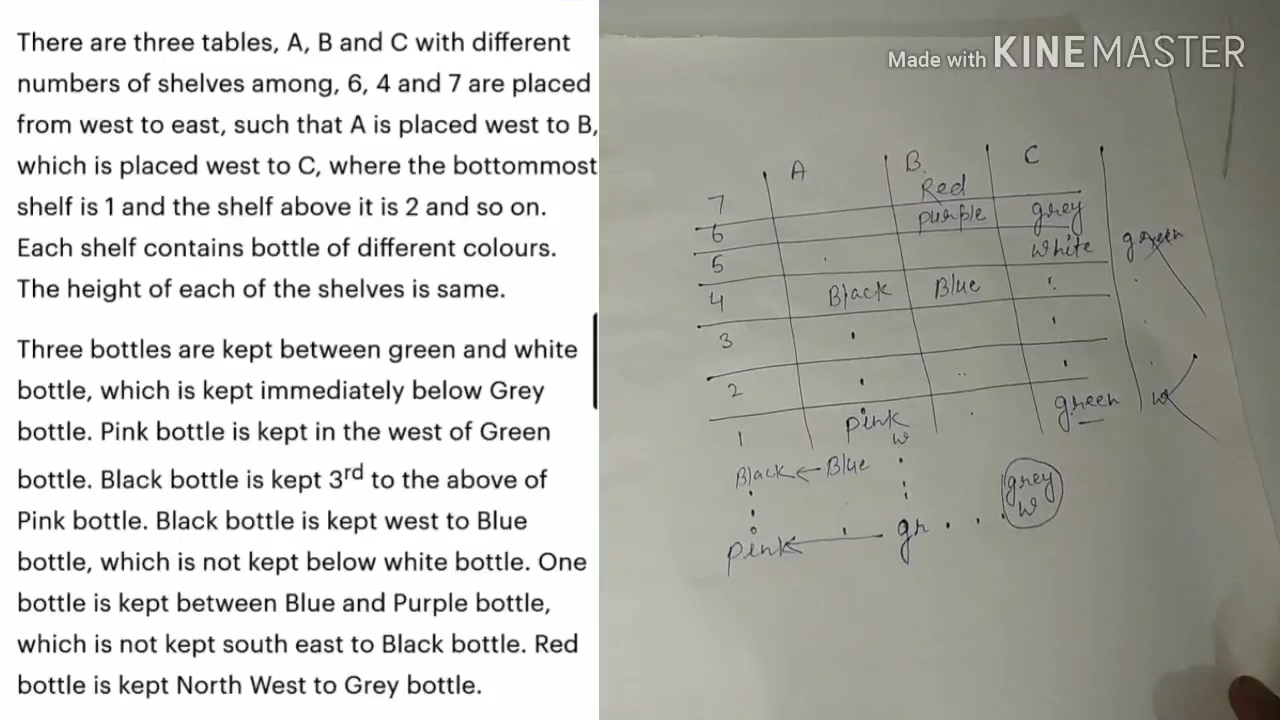 There are three tables, A, B and C with different
numbers of shelves among, 6, 4 and 7 are placed
from west to east, such that A is placed west to B,
which is placed west to C, where the bottommost
shelf is 1 and the shelf above it is 2 and so on.
Each shelf contains bottle of different colours.
The height of each of the shelves is same.
Three bottles are kept between green and white
bottle, which is kept immediately below Grey
bottle. Pink bottle is kept in the west of Green
bottle. Black bottle is kept 3rd to the above of
Pink bottle. Black bottle is kept west to Blue
bottle, which is not kept below white bottle. One
bottle is kept between Blue and Purple bottle,
which is not kept south east to Black bottle. Red
bottle is kept North West to Grey bottle.
Made with KINEMASTER
A B. C
7 Red
6 purple grey
5 white green
4 Black Blue
3
2
1 pink green w
w
Black ← Blue
grey
w
pink gr